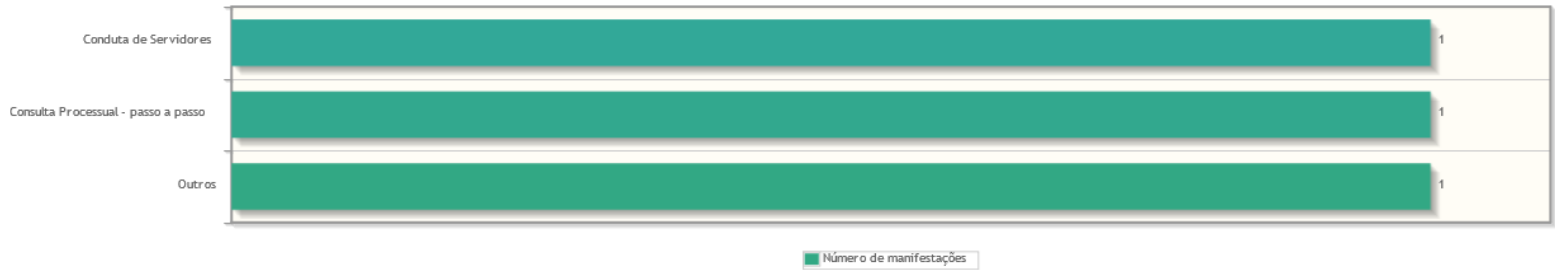 Conduta de Servidores
1
Consulta Processual - passo a passo
1
Outros
1
Número de manifestações